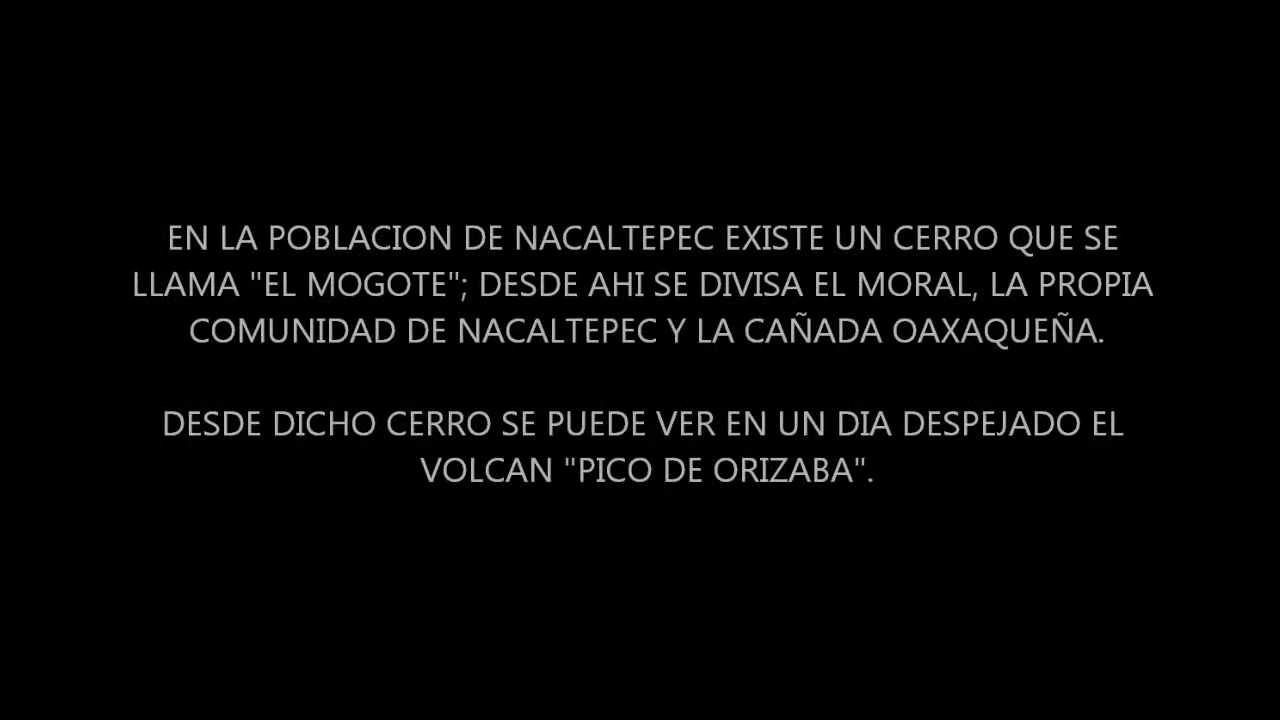 EN LA POBLACION DE NACALTEPEC EXISTE UN CERRO QUE SE
LLAMA "EL MOGOTE"; DESDE AHI SE DIVISA EL MORAL, LA PROPIA
COMUNIDAD DE NACALTEPEC Y LA CAÑADA OAXAQUEÑA.
DESDE DICHO CERRO SE PUEDE VER EN UN DIA DESPEJADO EL
VOLCAN "PICO DE ORIZABA".